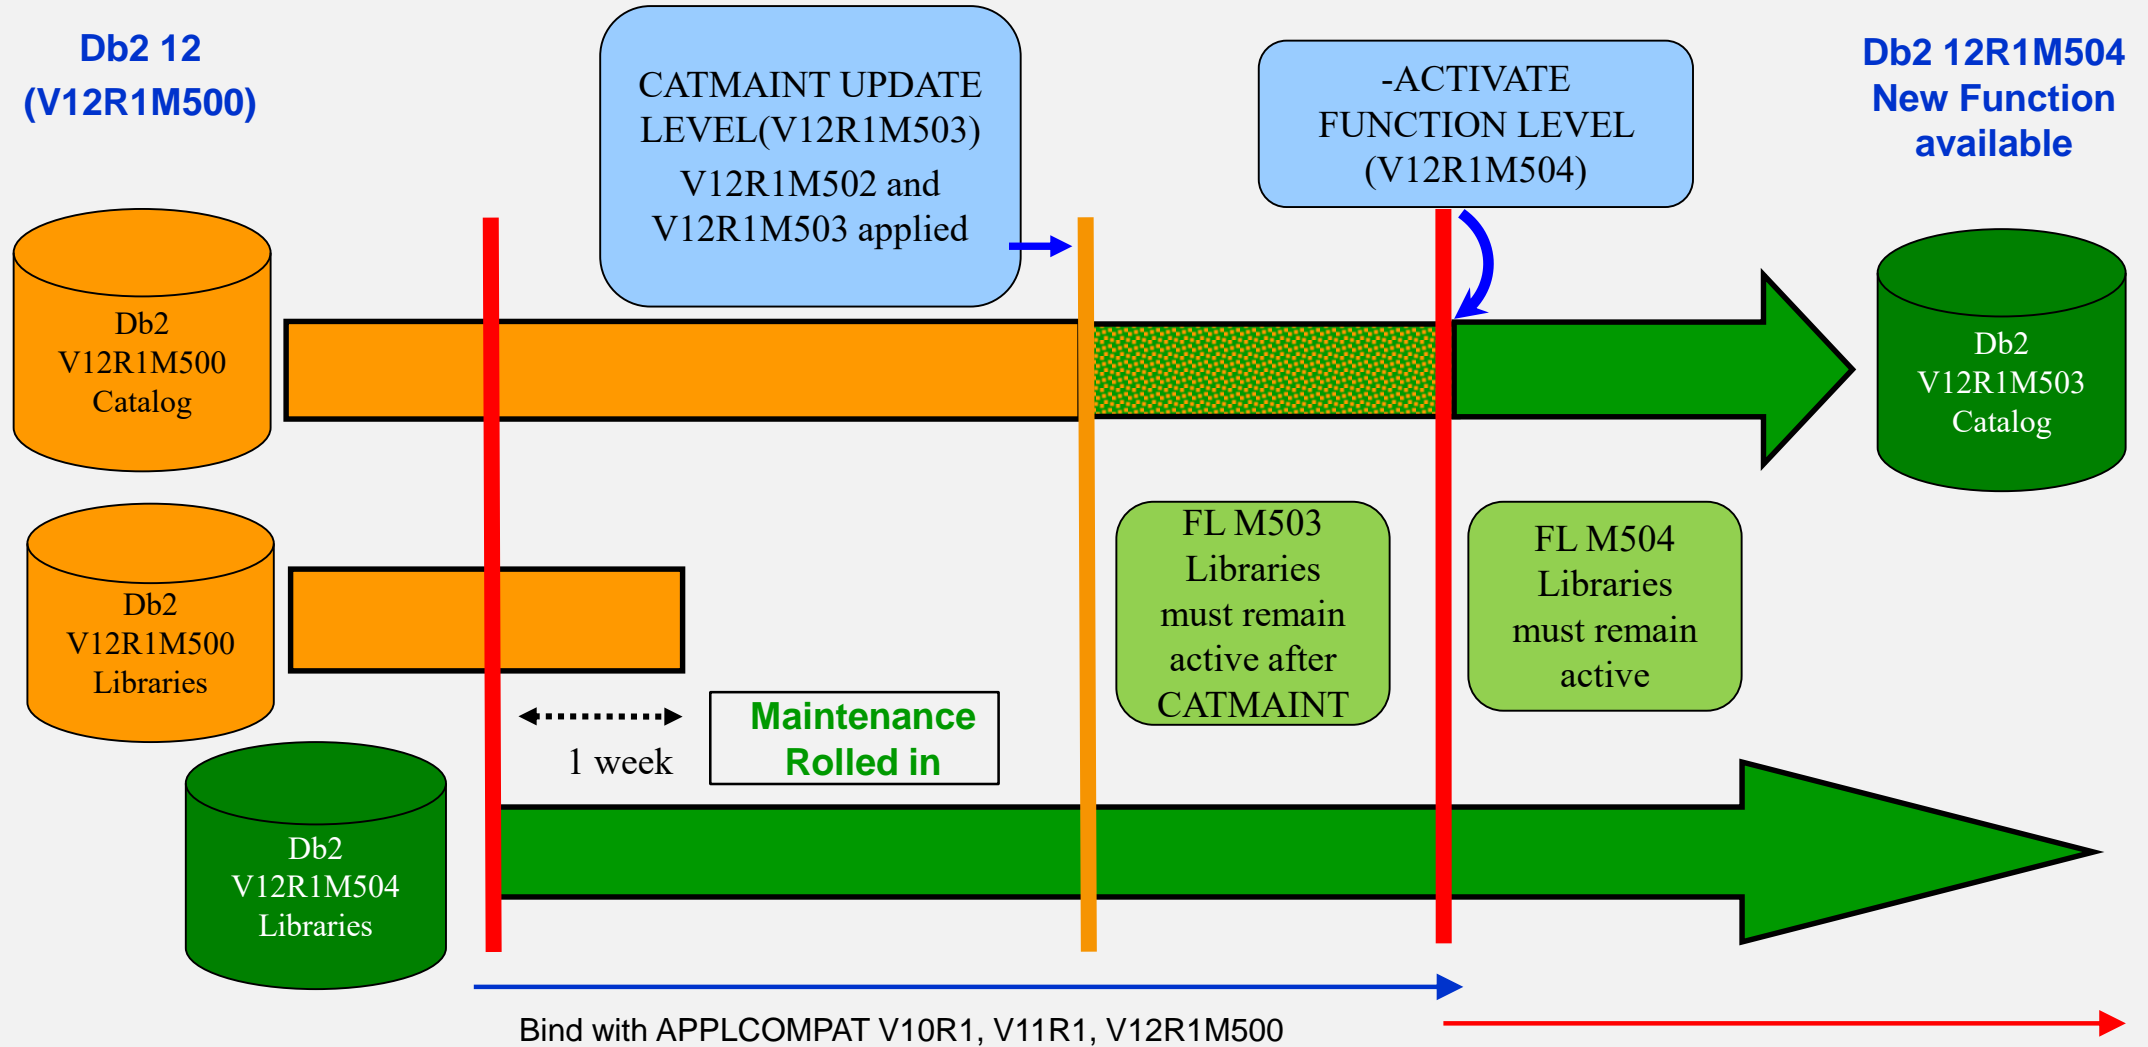 Db2 12
(V12R1M500)
CATMAINT UPDATE
LEVEL(V12R1M503)
V12R1M502 and
V12R1M503 applied
-ACTIVATE
FUNCTION LEVEL
(V12R1M504)
Db2 12R1M504
New Function
available
Db2
V12R1M500
Catalog
Db2
V12R1M503
Catalog
Db2
V12R1M500
Libraries
FL M503
Libraries
must remain
active after
CATMAINT
FL M504
Libraries
must remain
active
1 week
Maintenance
Rolled in
Db2
V12R1M504
Libraries
Bind with APPLCOMPAT V10R1, V11R1, V12R1M500